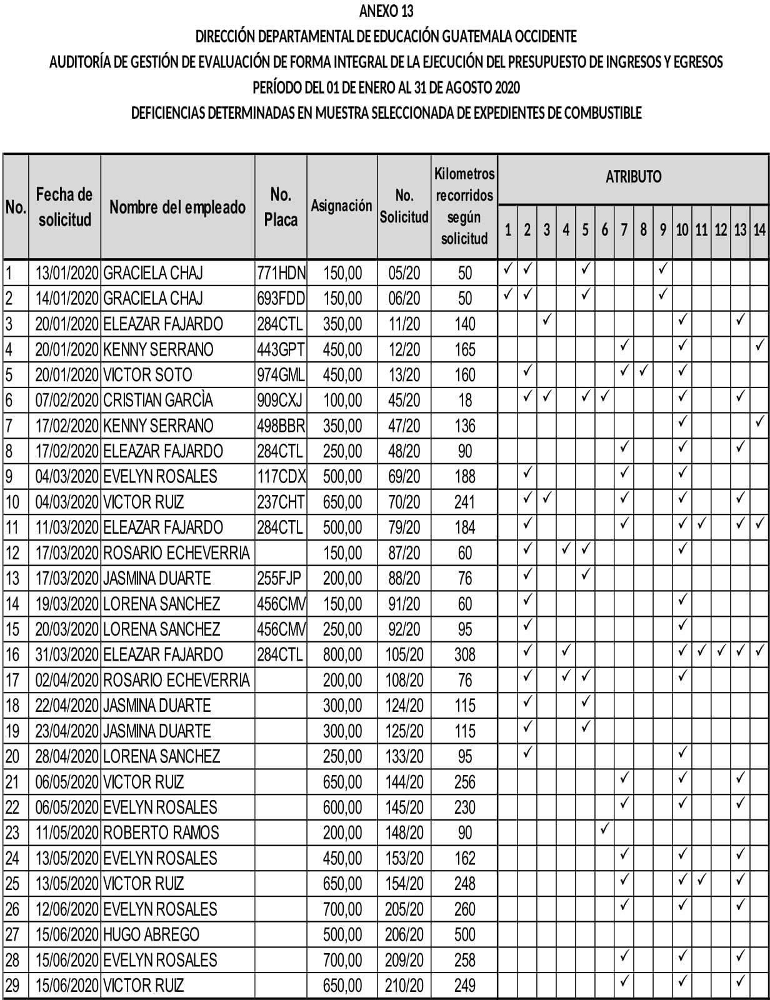 ANEXO 13
DIRECCIÓN DEPARTAMENTAL DE EDUCACIÓN GUATEMALA OCCIDENTE
AUDITORÍA DE GESTIÓN DE EVALUACIÓN DE FORMA INTEGRAL DE LA EJECUCIÓN DEL PRESUPUESTO DE INGRESOS Y EGRESOS
PERÍODO DEL 01 DE ENERO AL 31 DE AGOSTO 2020
DEFICIENCIAS DETERMINADAS EN MUESTRA SELECCIONADA DE EXPEDIENTES DE COMBUSTIBLE
No. Fecha de solicitud Nombre del empleado No. Placa Asignación No. Solicitud Kilometros recorridos según solicitud ATRIBUTO
1 2 3 4 5 6 7 8 9 10 11 12 13 14
1 13/01/2020 GRACIELA CHAJ 771HDN 150,00 05/20 50 ✓ ✓ ✓ ✓
2 14/01/2020 GRACIELA CHAJ 693FDD 150,00 06/20 50 ✓ ✓ ✓ ✓
3 20/01/2020 ELEAZAR FAJARDO 284CTL 350,00 11/20 140 ✓ ✓ ✓
4 20/01/2020 KENNY SERRANO 443GPT 450,00 12/20 165 ✓ ✓ ✓
5 20/01/2020 VICTOR SOTO 974GML 450,00 13/20 160 ✓ ✓ ✓ ✓
6 07/02/2020 CRISTIAN GARCÌA 909CXJ 100,00 45/20 18 ✓ ✓ ✓ ✓ ✓ ✓
7 17/02/2020 KENNY SERRANO 498BBR 350,00 47/20 136 ✓ ✓
8 17/02/2020 ELEAZAR FAJARDO 284CTL 250,00 48/20 90 ✓ ✓ ✓
9 04/03/2020 EVELYN ROSALES 117CDX 500,00 69/20 188 ✓ ✓ ✓
10 04/03/2020 VICTOR RUIZ 237CHT 650,00 70/20 241 ✓ ✓ ✓ ✓ ✓
11 11/03/2020 ELEAZAR FAJARDO 284CTL 500,00 79/20 184 ✓ ✓ ✓ ✓ ✓ ✓
12 17/03/2020 ROSARIO ECHEVERRIA 150,00 87/20 60 ✓ ✓ ✓ ✓
13 17/03/2020 JASMINA DUARTE 255FJP 200,00 88/20 76 ✓ ✓
14 19/03/2020 LORENA SANCHEZ 456CMV 150,00 91/20 60 ✓ ✓
15 20/03/2020 LORENA SANCHEZ 456CMV 250,00 92/20 95 ✓ ✓
16 31/03/2020 ELEAZAR FAJARDO 284CTL 800,00 105/20 308 ✓ ✓ ✓ ✓ ✓ ✓ ✓
17 02/04/2020 ROSARIO ECHEVERRIA 200,00 108/20 76 ✓ ✓ ✓ ✓
18 22/04/2020 JASMINA DUARTE 300,00 124/20 115 ✓ ✓
19 23/04/2020 JASMINA DUARTE 300,00 125/20 115 ✓ ✓
20 28/04/2020 LORENA SANCHEZ 250,00 133/20 95 ✓ ✓
21 06/05/2020 VICTOR RUIZ 650,00 144/20 256 ✓ ✓ ✓
22 06/05/2020 EVELYN ROSALES 600,00 145/20 230 ✓ ✓ ✓
23 11/05/2020 ROBERTO RAMOS 200,00 148/20 90 ✓
24 13/05/2020 EVELYN ROSALES 450,00 153/20 162 ✓ ✓ ✓
25 13/05/2020 VICTOR RUIZ 650,00 154/20 248 ✓ ✓ ✓ ✓
26 12/06/2020 EVELYN ROSALES 700,00 205/20 260 ✓ ✓ ✓
27 15/06/2020 HUGO ABREGO 500,00 206/20 500
28 15/06/2020 EVELYN ROSALES 700,00 209/20 258 ✓ ✓ ✓
29 15/06/2020 VICTOR RUIZ 650,00 210/20 249 ✓ ✓ ✓